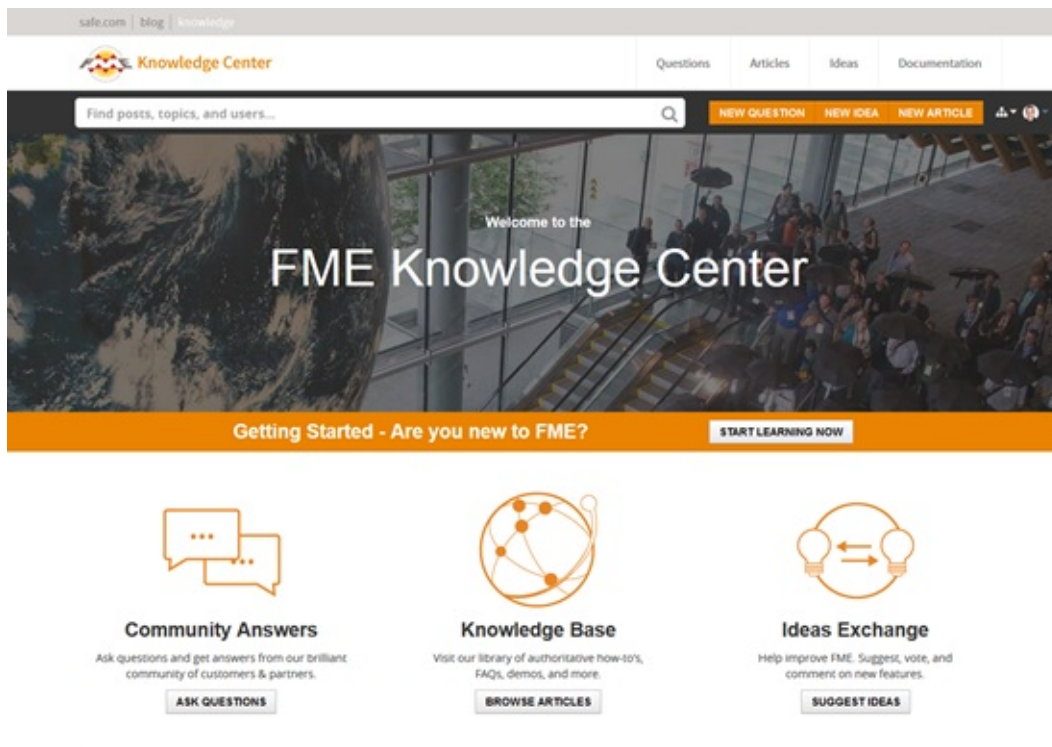 safe.com blog knowledge
FME Knowledge Center
Questions Articles Ideas Documentation
Find posts, topics, and users...
NEW QUESTION NEW IDEA NEW ARTICLE
Welcome to the
FME Knowledge Center
Getting Started - Are you new to FME?
START LEARNING NOW
Community Answers
Ask questions and get answers from our brilliant
community of customers & partners.
ASK QUESTIONS
Knowledge Base
Visit our library of authoritative how-to's,
FAQs, demos, and more.
BROWSE ARTICLES
Ideas Exchange
Help improve FME. Suggest, vote, and
comment on new features.
SUGGEST IDEAS